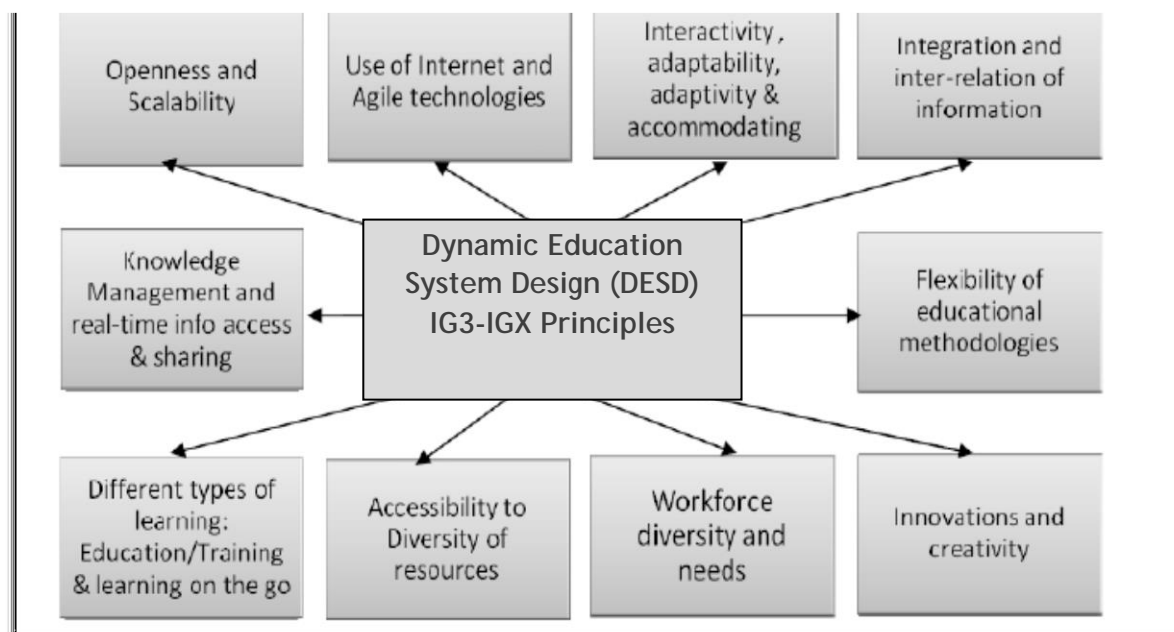 Openness and
Scalability
Use of Internet and
Agile technologies
Interactivity ,
adaptability,
adaptivity &
accommodating
Integration and
inter-relation of
information
Knowledge
Management and
real-time info access
& sharing
Dynamic Education
System Design (DESD)
IG3-IGX Principles
Flexibility of
educational
methodologies
Different types of
learning:
Education/Training
& learning on the go
Accessibility to
Diversity of
resources
Workforce
diversity and
needs
Innovations and
creativity